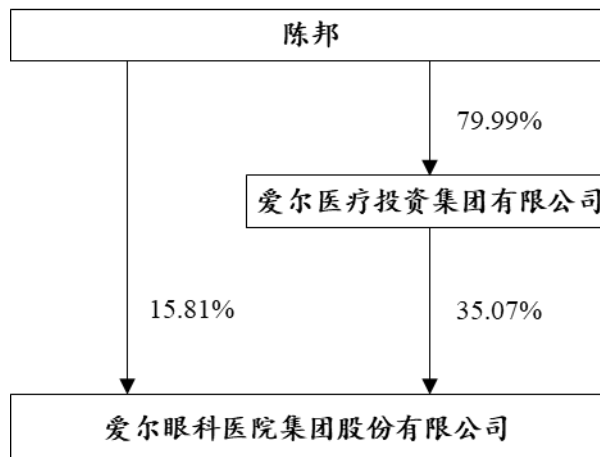 陈邦
79.99%
爱尔医疗投资集团有限公司
15.81%
35.07%
爱尔眼科医院集团股份有限公司